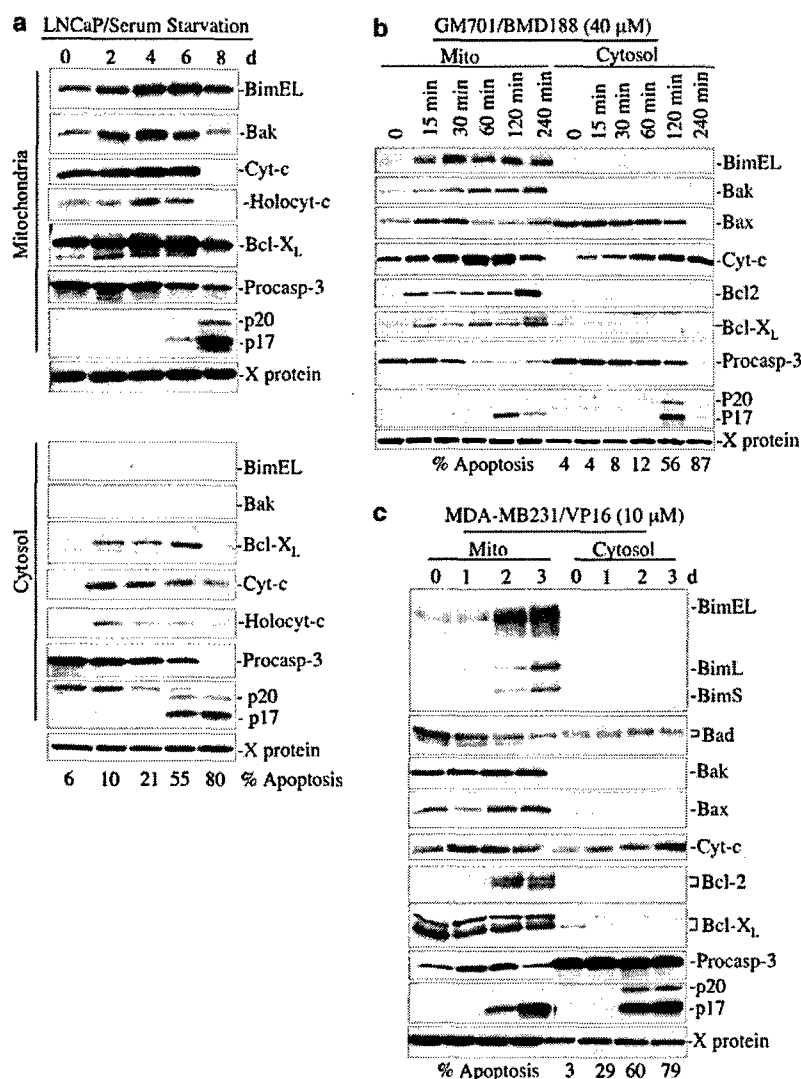 a
LNCaP/Serum Starvation
0 2 4 6 8 d
Mitochondria
-BimEL
-Bak
-Cyt-c
-Holocyt-c
-Bcl-XL
-Procasp-3
-p20
-p17
-X protein
Cytosol
-BimEL
-Bak
-Bcl-XL
-Cyt-c
-Holocyt-c
-Procasp-3
- p20
- p17
-X protein
6 10 21 55 80 % Apoptosis
b
GM701/BMD188 (40 μM)
Mito Cytosol
0 15 min 30 min 60 min 120 min 240 min 0 15 min 30 min 60 min 120 min 240 min
-BimEL
-Bak
-Bax
-Cyt-c
-Bcl2
-Bcl-XL
-Procasp-3
-P20
-P17
-X protein
% Apoptosis 4 4 8 12 56 87
c
MDA-MB231/VP16 (10 μM)
Mito Cytosol
0 1 2 3 0 1 2 3 d
-BimEL
-BimL
-BimS
Bad
-Bak
-Bax
-Cyt-c
Bcl-2
Bcl-XL
-Procasp-3
-p20
-p17
-X protein
% Apoptosis 3 29 60 79